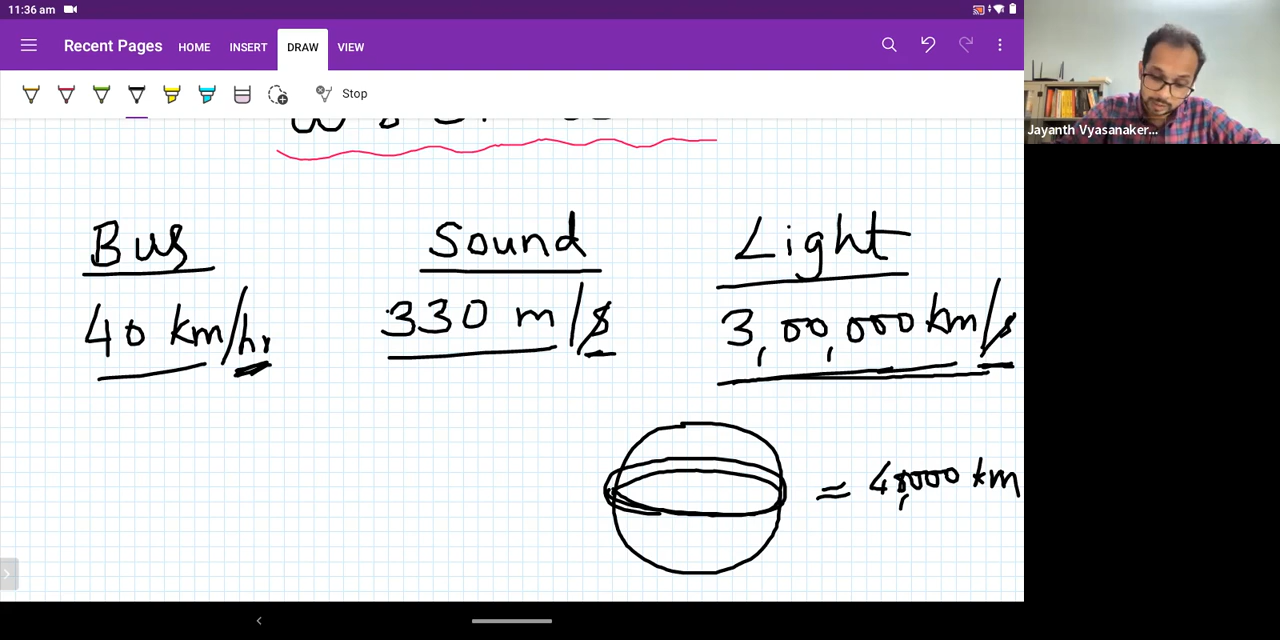 11:36 am
Recent Pages HOME INSERT DRAW VIEW
Stop
Jayanth Vyasanaker...
Bus Sound Light
40 km/hr 330 m/s 3,00,000 km/s
≈ 40,000 km